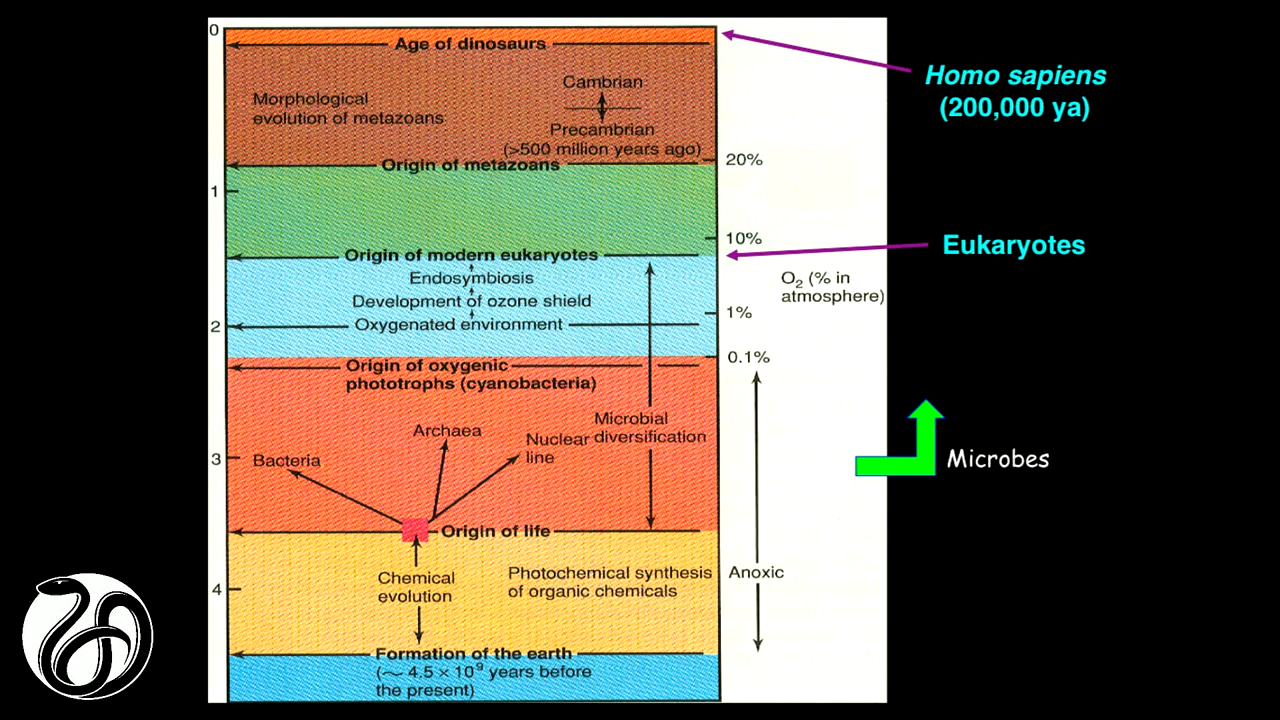 0
Age of dinosaurs
Homo sapiens
(200,000 ya)
Cambrian
Morphological
evolution of metazoans
Precambrian
(>500 million years ago)
Origin of metazoans
20%
1
10%
Origin of modern eukaryotes
Eukaryotes
Endosymbiosis
O2 (% in
atmosphere)
Development of ozone shield
1%
2
Oxygenated environment
0.1%
Origin of oxygenic
phototrophs (cyanobacteria)
Microbial
diversification
Archaea
Nuclear
line
Bacteria
3
Microbes
Origin of life
Chemical
evolution
Photochemical synthesis
of organic chemicals
Anoxic
4
Formation of the earth
(~ 4.5 × 10⁹ years before
the present)